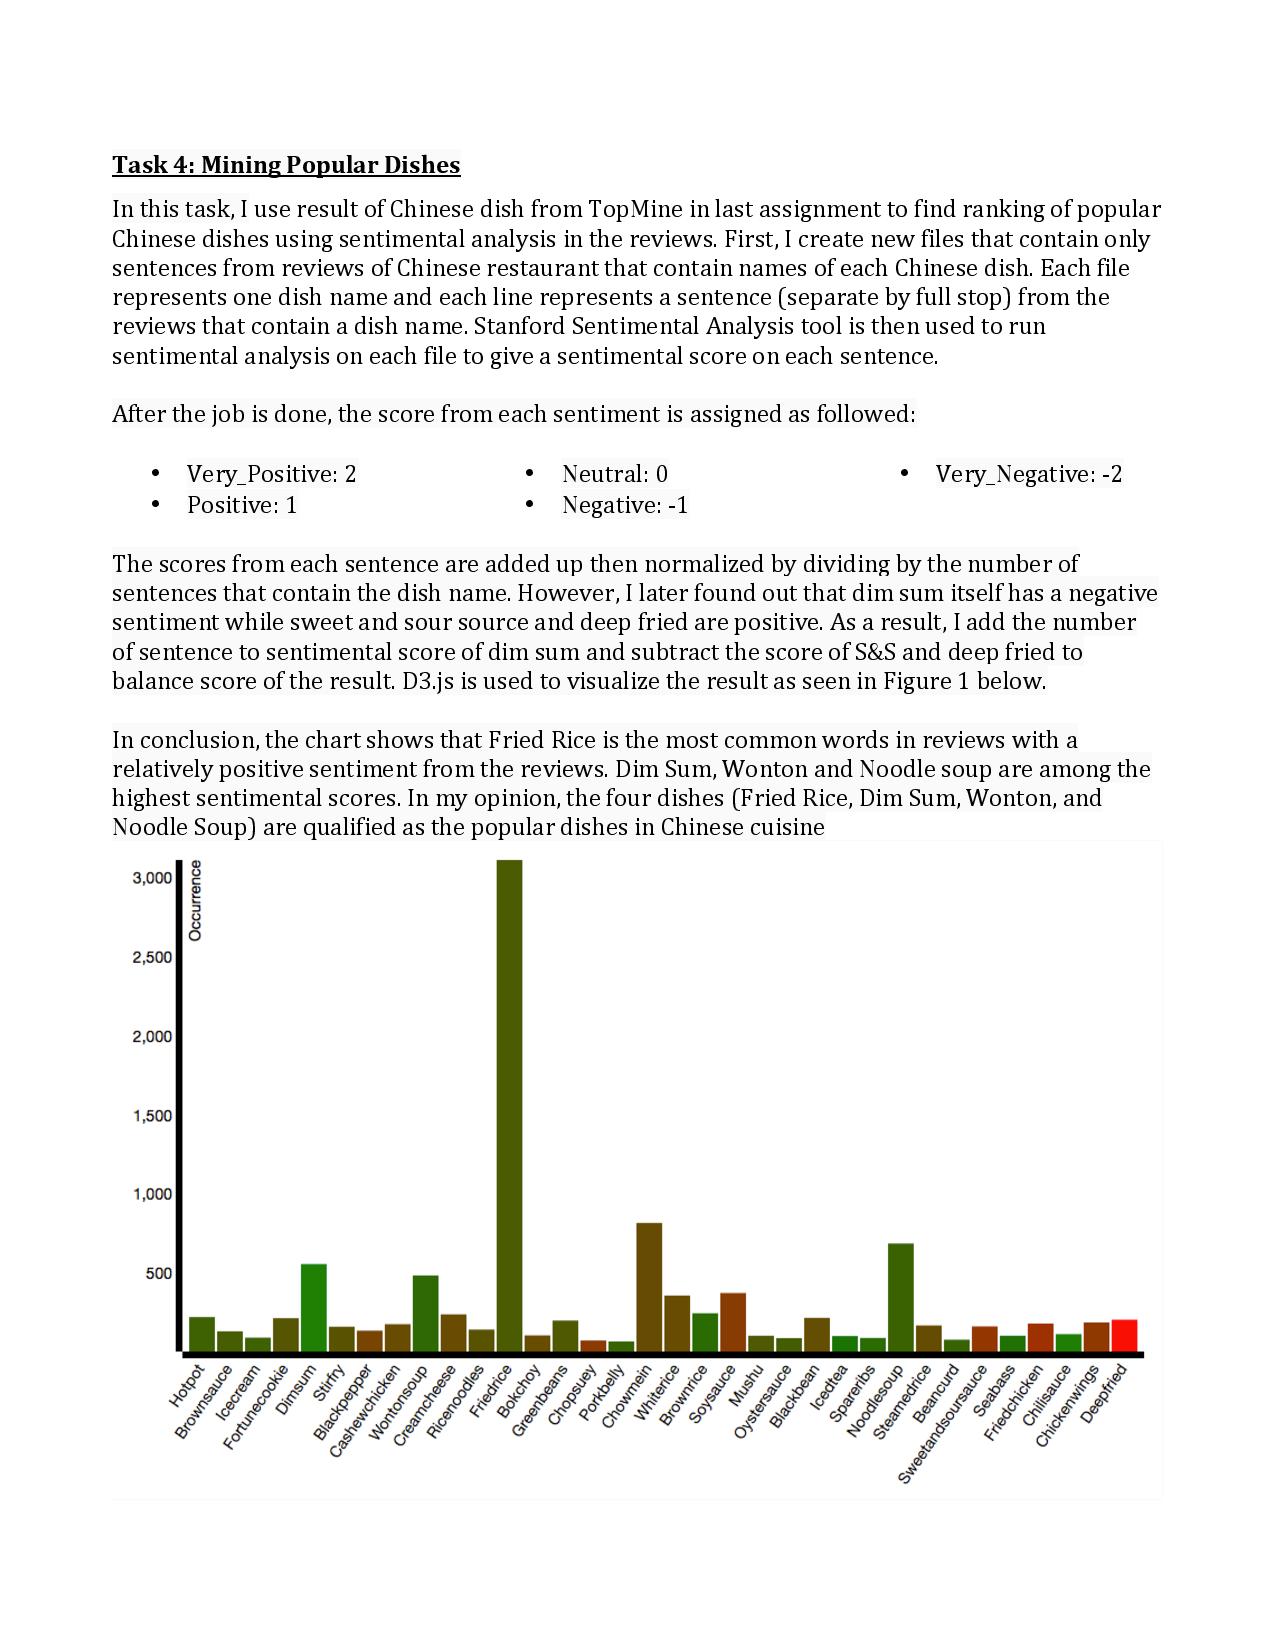 Task 4: Mining Popular Dishes
In this task, I use result of Chinese dish from TopMine in last assignment to find ranking of popular
Chinese dishes using sentimental analysis in the reviews. First, I create new files that contain only
sentences from reviews of Chinese restaurant that contain names of each Chinese dish. Each file
represents one dish name and each line represents a sentence (separate by full stop) from the
reviews that contain a dish name. Stanford Sentimental Analysis tool is then used to run
sentimental analysis on each file to give a sentimental score on each sentence.
After the job is done, the score from each sentiment is assigned as followed:
• Very_Positive: 2
• Positive: 1
• Neutral: 0
• Negative: -1
• Very_Negative: -2
The scores from each sentence are added up then normalized by dividing by the number of
sentences that contain the dish name. However, I later found out that dim sum itself has a negative
sentiment while sweet and sour source and deep fried are positive. As a result, I add the number
of sentence to sentimental score of dim sum and subtract the score of S&S and deep fried to
balance score of the result. D3.js is used to visualize the result as seen in Figure 1 below.
In conclusion, the chart shows that Fried Rice is the most common words in reviews with a
relatively positive sentiment from the reviews. Dim Sum, Wonton and Noodle soup are among the
highest sentimental scores. In my opinion, the four dishes (Fried Rice, Dim Sum, Wonton, and
Noodle Soup) are qualified as the popular dishes in Chinese cuisine
Occurrence
3,000
2,500
2,000
1,500
1,000
500
Hotpot
Brownsauce
Icecream
Fortunecookie
Dimsum
Stirfry
Blackpepper
Cashewchicken
Wontonsoup
Creamcheese
Ricenoodles
Friedrice
Bokchoy
Greenbeans
Chopsuey
Porkbelly
Chowmein
Whiterice
Brownrice
Soysauce
Mushu
Oystersauce
Blackbean
Icedtea
Spareribs
Noodlesoup
Steamedrice
Beancurd
Sweetandsoursauce
Seabass
Friedchicken
Chilisauce
Chickenwings
Deepfried